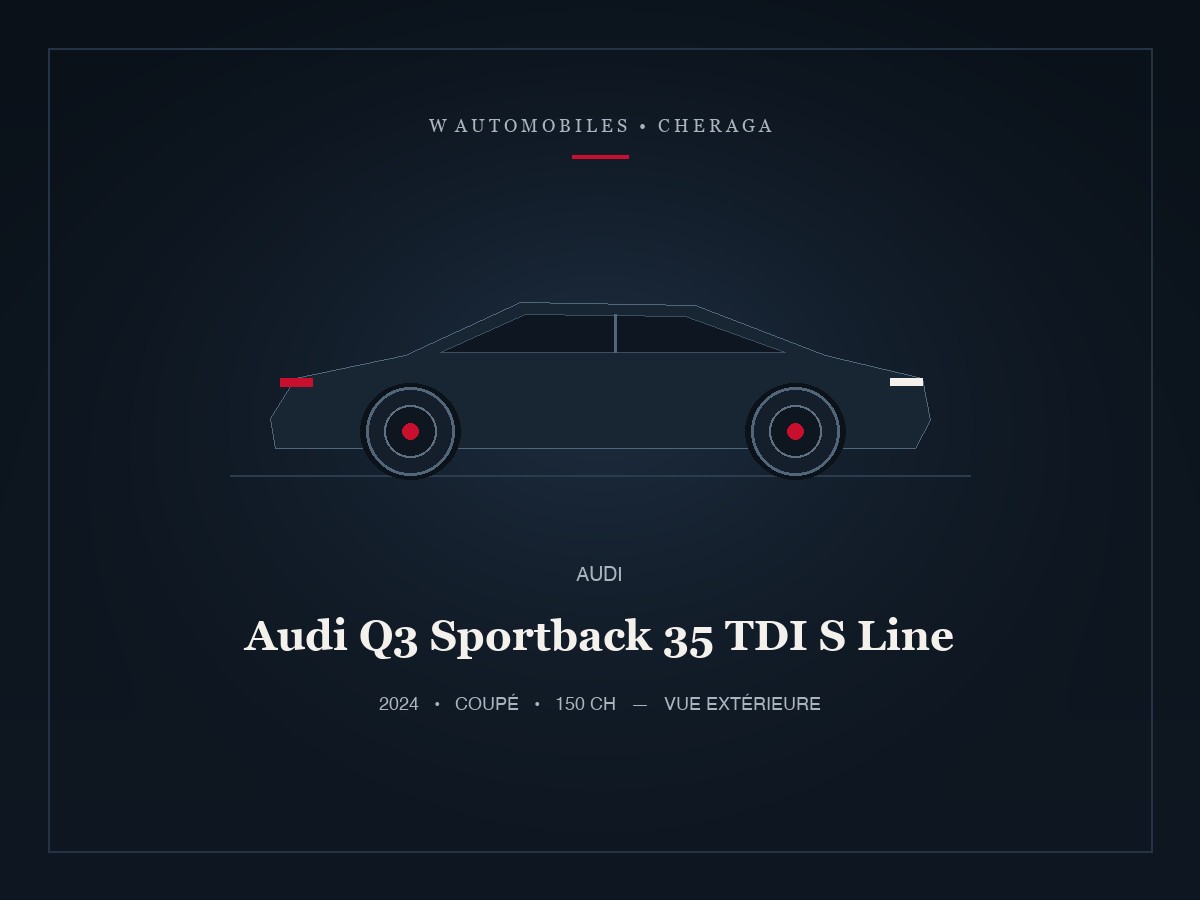 W AUTOMOBILES • CHERAGA
AUDI
Audi Q3 Sportback 35 TDI S Line
2024 • COUPÉ • 150 CH — VUE EXTÉRIEURE